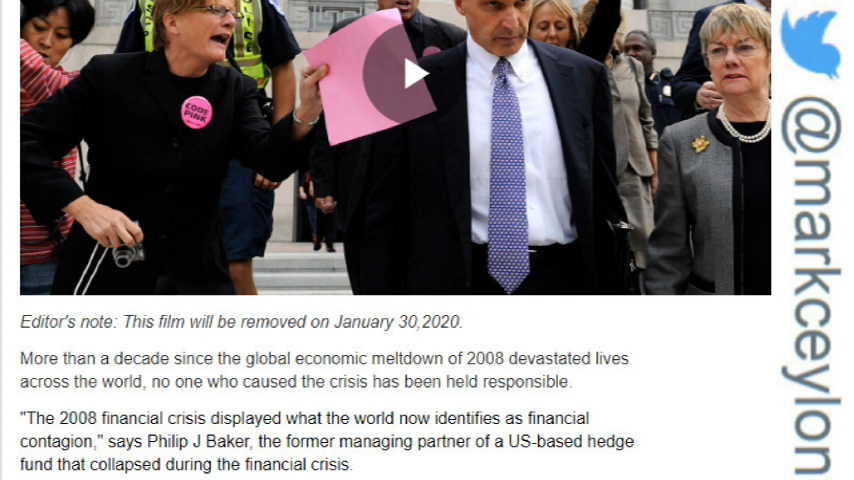 CODE
PINK
@markceylon
Editor's note: This film will be removed on January 30,2020.
More than a decade since the global economic meltdown of 2008 devastated lives
across the world, no one who caused the crisis has been held responsible.
"The 2008 financial crisis displayed what the world now identifies as financial
contagion," says Philip J Baker, the former managing partner of a US-based hedge
fund that collapsed during the financial crisis.